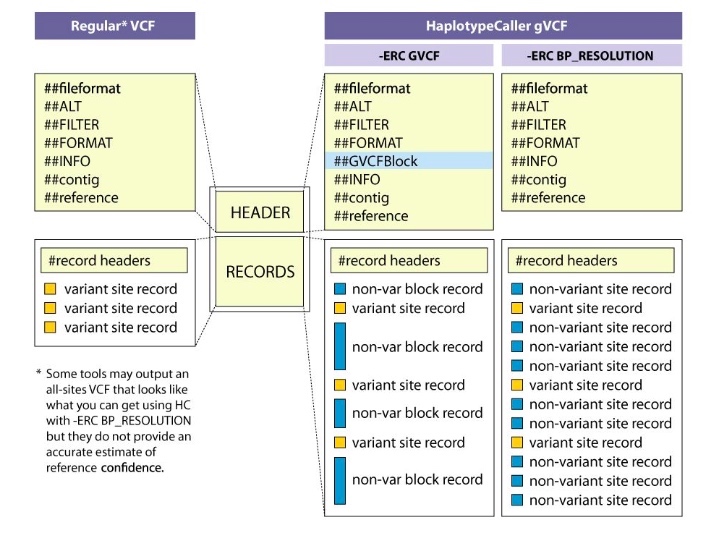 Regular* VCF
##fileformat
##ALT
##FILTER
##FORMAT
##INFO
##contig
##reference
#record headers
variant site record
variant site record
variant site record
* Some tools may output an
all-sites VCF that looks like
what you can get using HC
with -ERC BP_RESOLUTION
but they do not provide an
accurate estimate of
reference confidence.
HEADER
RECORDS
HaplotypeCaller gVCF
-ERC GVCF
##fileformat
##ALT
##FILTER
##FORMAT
##GVCFBlock
##INFO
##contig
##reference
#record headers
non-var block record
variant site record
non-var block record
variant site record
non-var block record
variant site record
non-var block record
-ERC BP_RESOLUTION
##fileformat
##ALT
##FILTER
##FORMAT
##INFO
##contig
##reference
#record headers
non-variant site record
variant site record
non-variant site record
non-variant site record
non-variant site record
variant site record
non-variant site record
non-variant site record
variant site record
non-variant site record
non-variant site record
non-variant site record